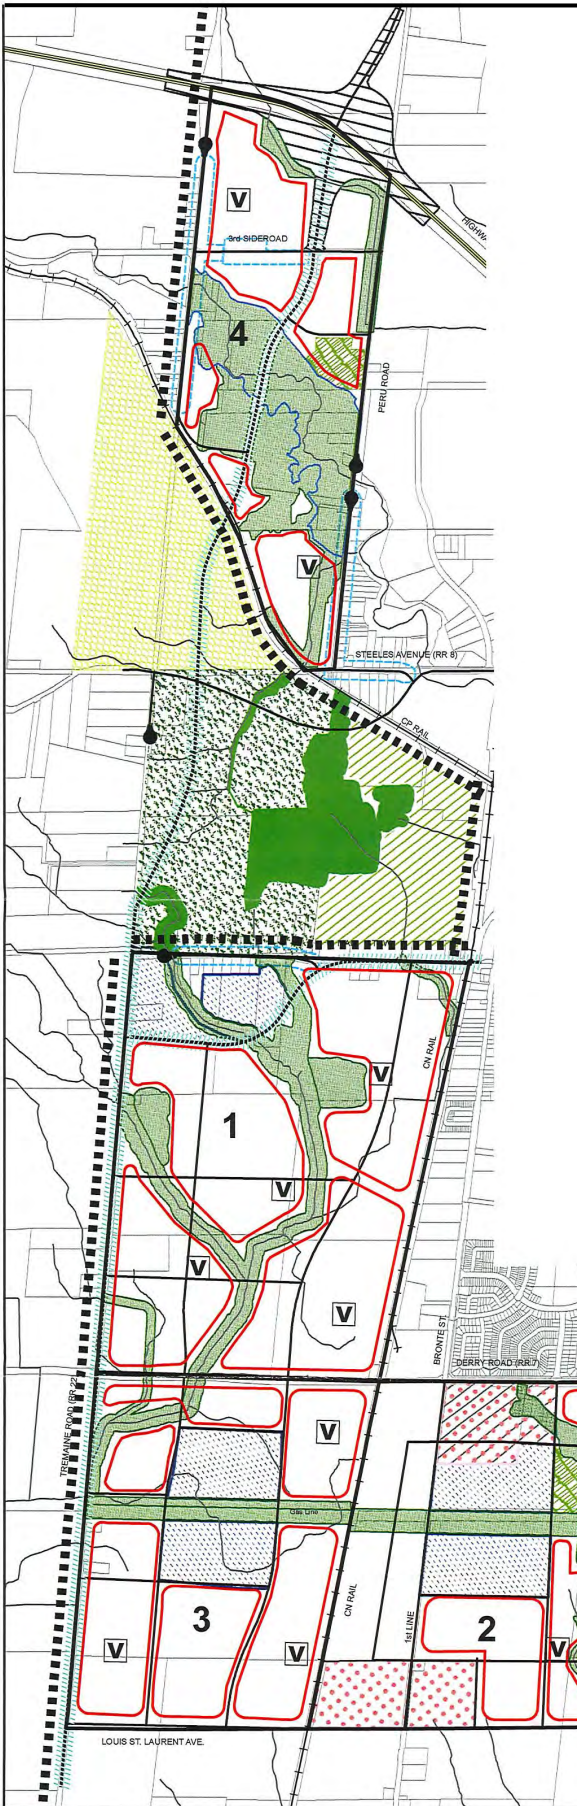 HIGHWA
V
3rd SIDEROAD
4
PERU ROAD
V
STEELES AVENUE (RR 8)
CP RAIL
CN RAIL
V
1
V
V
V
BRONTE ST.
DERRY ROAD (RR 7)
TREMAINE ROAD (RR 22)
V
Gas Line
CN RAIL
1st LINE
3
2
V
V
V
LOUIS ST. LAURENT AVE.